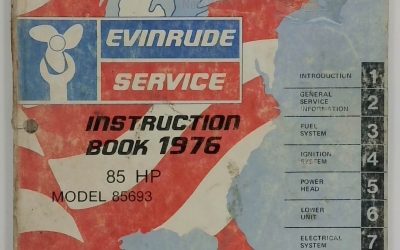 EVINRUDE
SERVICE
INSTRUCTION
BOOK 1976
85 HP
MODEL 85693
INTRODUCTION 1
GENERAL
SERVICE
INFORMATION 2
FUEL
SYSTEM 3
IGNITION
SYSTEM 4
POWER
HEAD 5
LOWER
UNIT 6
ELECTRICAL
SYSTEM 7